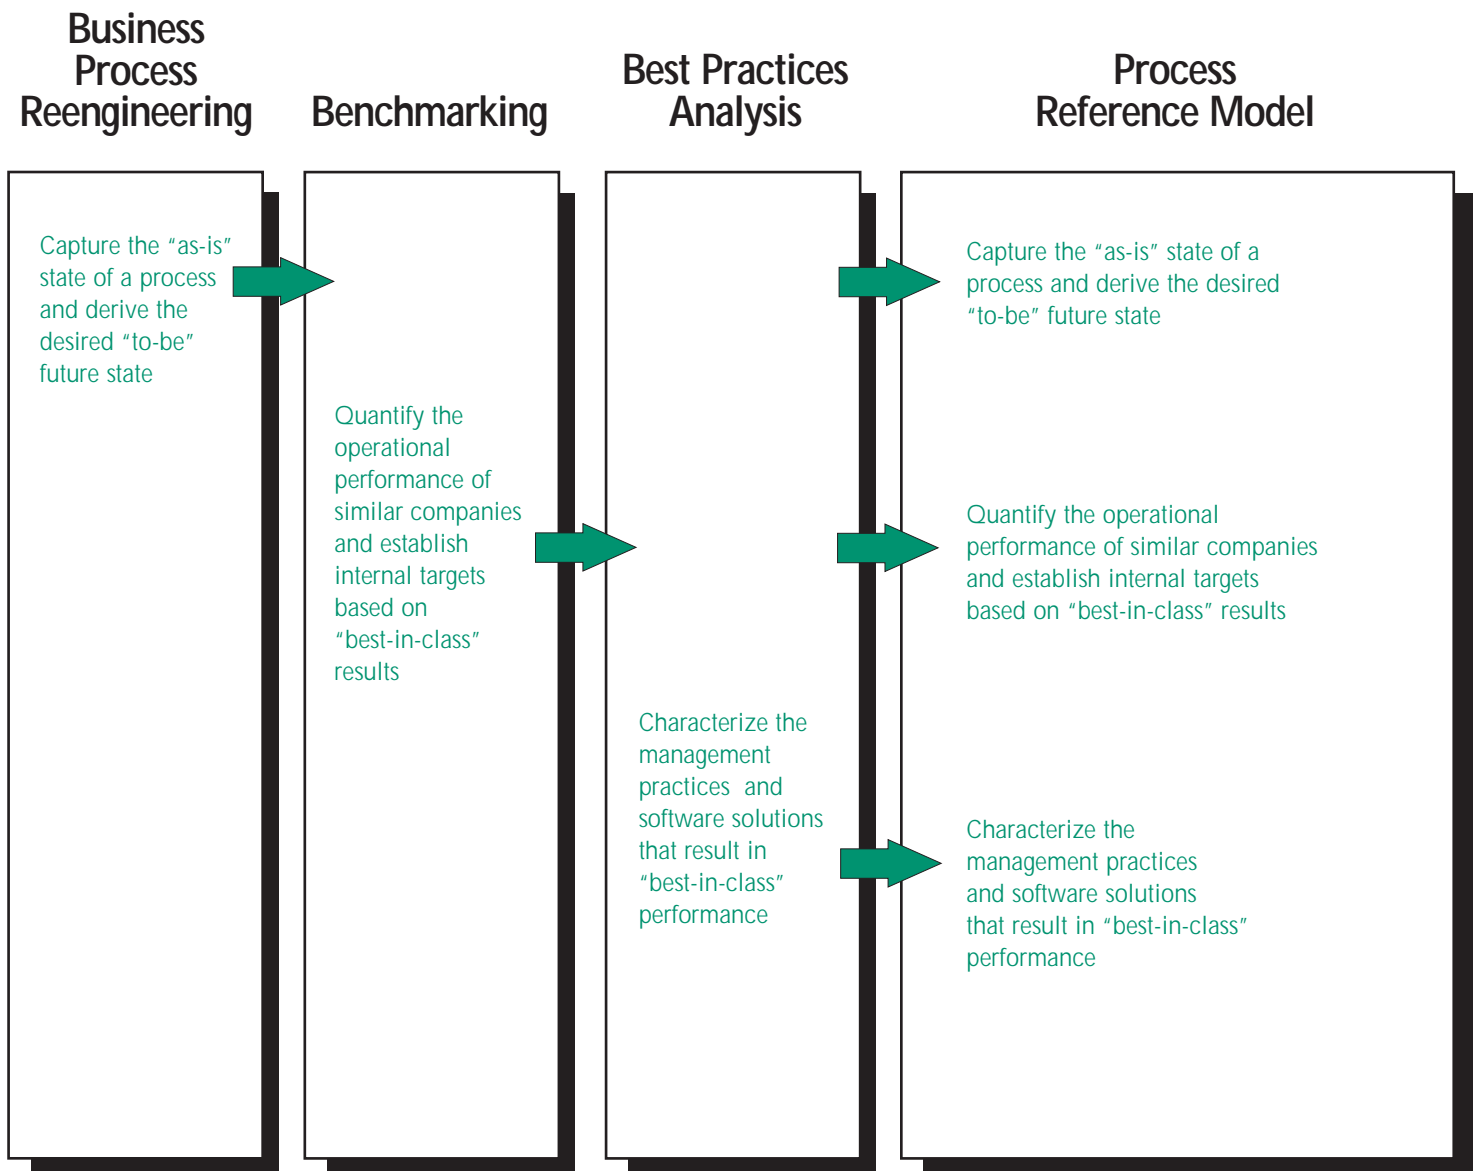 Business
Process
Reengineering
Benchmarking
Best Practices
Analysis
Process
Reference Model
Capture the “as-is”
state of a process
and derive the
desired “to-be”
future state
Quantify the
operational
performance of
similar companies
and establish
internal targets
based on
“best-in-class”
results
Characterize the
management
practices and
software solutions
that result in
“best-in-class”
performance
Capture the “as-is” state of a
process and derive the desired
“to-be” future state
Quantify the operational
performance of similar companies
and establish internal targets
based on “best-in-class” results
Characterize the
management practices
and software solutions
that result in “best-in-class”
performance